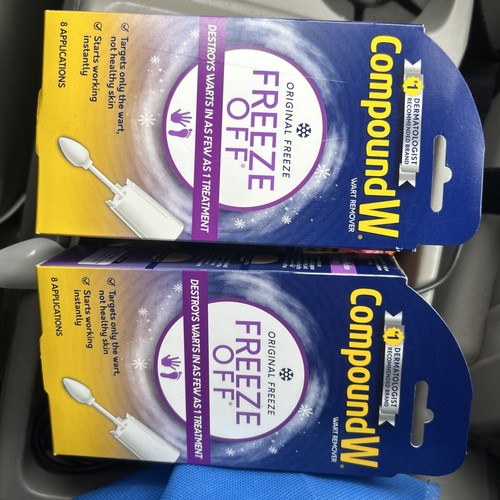 CompoundW®
WART REMOVER
#1 DERMATOLOGIST
RECOMMENDED BRAND
ORIGINAL FREEZE
FREEZE
OFF®
DESTROYS WARTS IN AS FEW AS 1 TREATMENT
Targets only the wart,
not healthy skin
Starts working
instantly
8 APPLICATIONS
CompoundW®
WART REMOVER
#1 DERMATOLOGIST
RECOMMENDED BRAND
ORIGINAL FREEZE
FREEZE
OFF®
DESTROYS WARTS IN AS FEW AS 1 TREATMENT
Targets only the wart,
not healthy skin
Starts working
instantly
8 APPLICATIONS